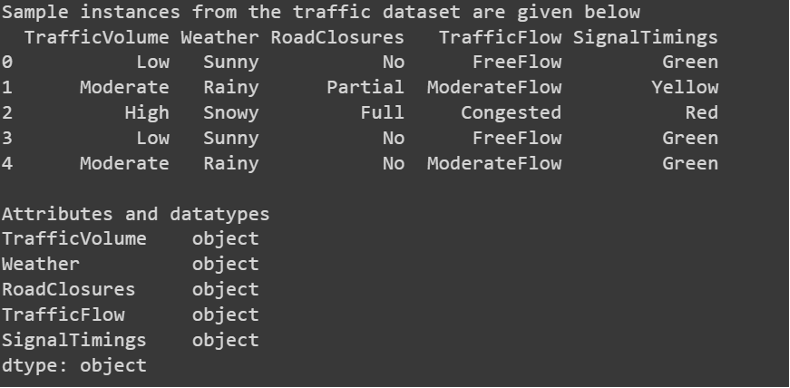 Sample instances from the traffic dataset are given below
  TrafficVolume Weather RoadClosures   TrafficFlow SignalTimings
0           Low   Sunny           No      FreeFlow         Green
1      Moderate   Rainy      Partial  ModerateFlow        Yellow
2          High   Snowy         Full     Congested           Red
3           Low   Sunny           No      FreeFlow         Green
4      Moderate   Rainy           No  ModerateFlow         Green

Attributes and datatypes
TrafficVolume    object
Weather          object
RoadClosures     object
TrafficFlow      object
SignalTimings    object
dtype: object